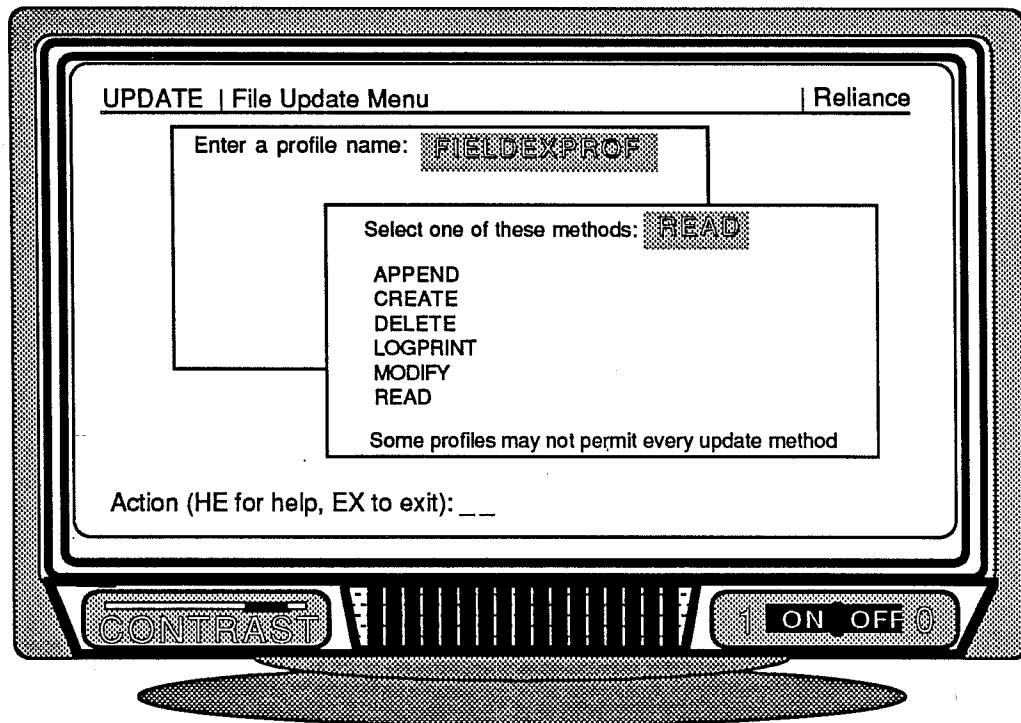 UPDATE | File Update Menu | Reliance
Enter a profile name: FIELDEXPROF
Select one of these methods: READ
APPEND
CREATE
DELETE
LOGPRINT
MODIFY
READ
Some profiles may not permit every update method
Action (HE for help, EX to exit): _ _
CONTRAST
1 ON OFF 0